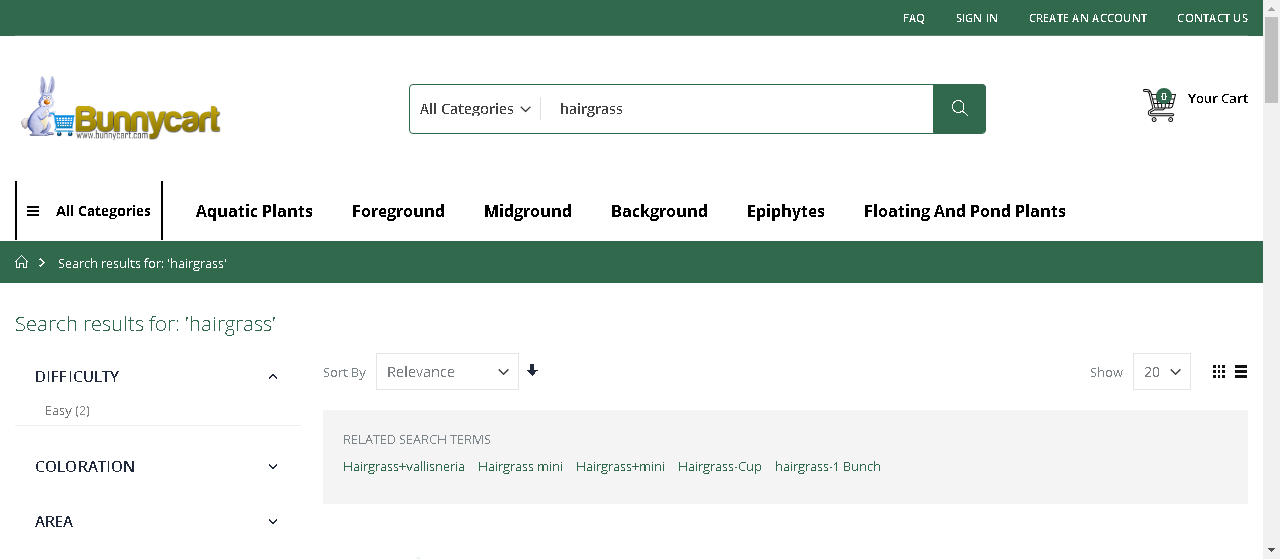 FAQ SIGN IN CREATE AN ACCOUNT CONTACT US
Bunnycart
www.bunnycart.com
All Categories hairgrass
0 Your Cart
All Categories Aquatic Plants Foreground Midground Background Epiphytes Floating And Pond Plants
Search results for: 'hairgrass'
Search results for: 'hairgrass'
DIFFICULTY
Easy (2)
COLORATION
AREA
Sort By Relevance Show 20
RELATED SEARCH TERMS
Hairgrass+vallisneria Hairgrass mini Hairgrass+mini Hairgrass-Cup hairgrass-1 Bunch